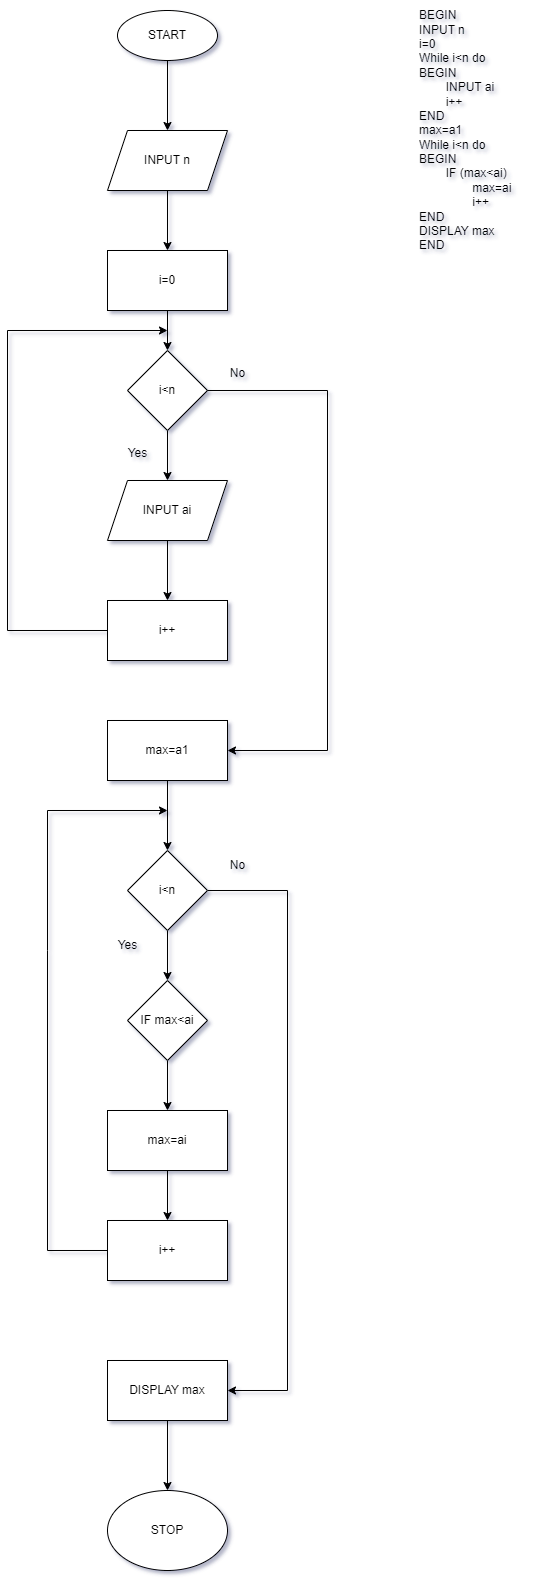 START
INPUT n
i=0
i<n
No
Yes
INPUT ai
i++
max=a1
i<n
No
Yes
IF max<ai
max=ai
i++
DISPLAY max
STOP
BEGIN
INPUT n
i=0
While i<n do
BEGIN
INPUT ai
i++
END
max=a1
While i<n do
BEGIN
IF (max<ai)
max=ai
i++
END
DISPLAY max
END